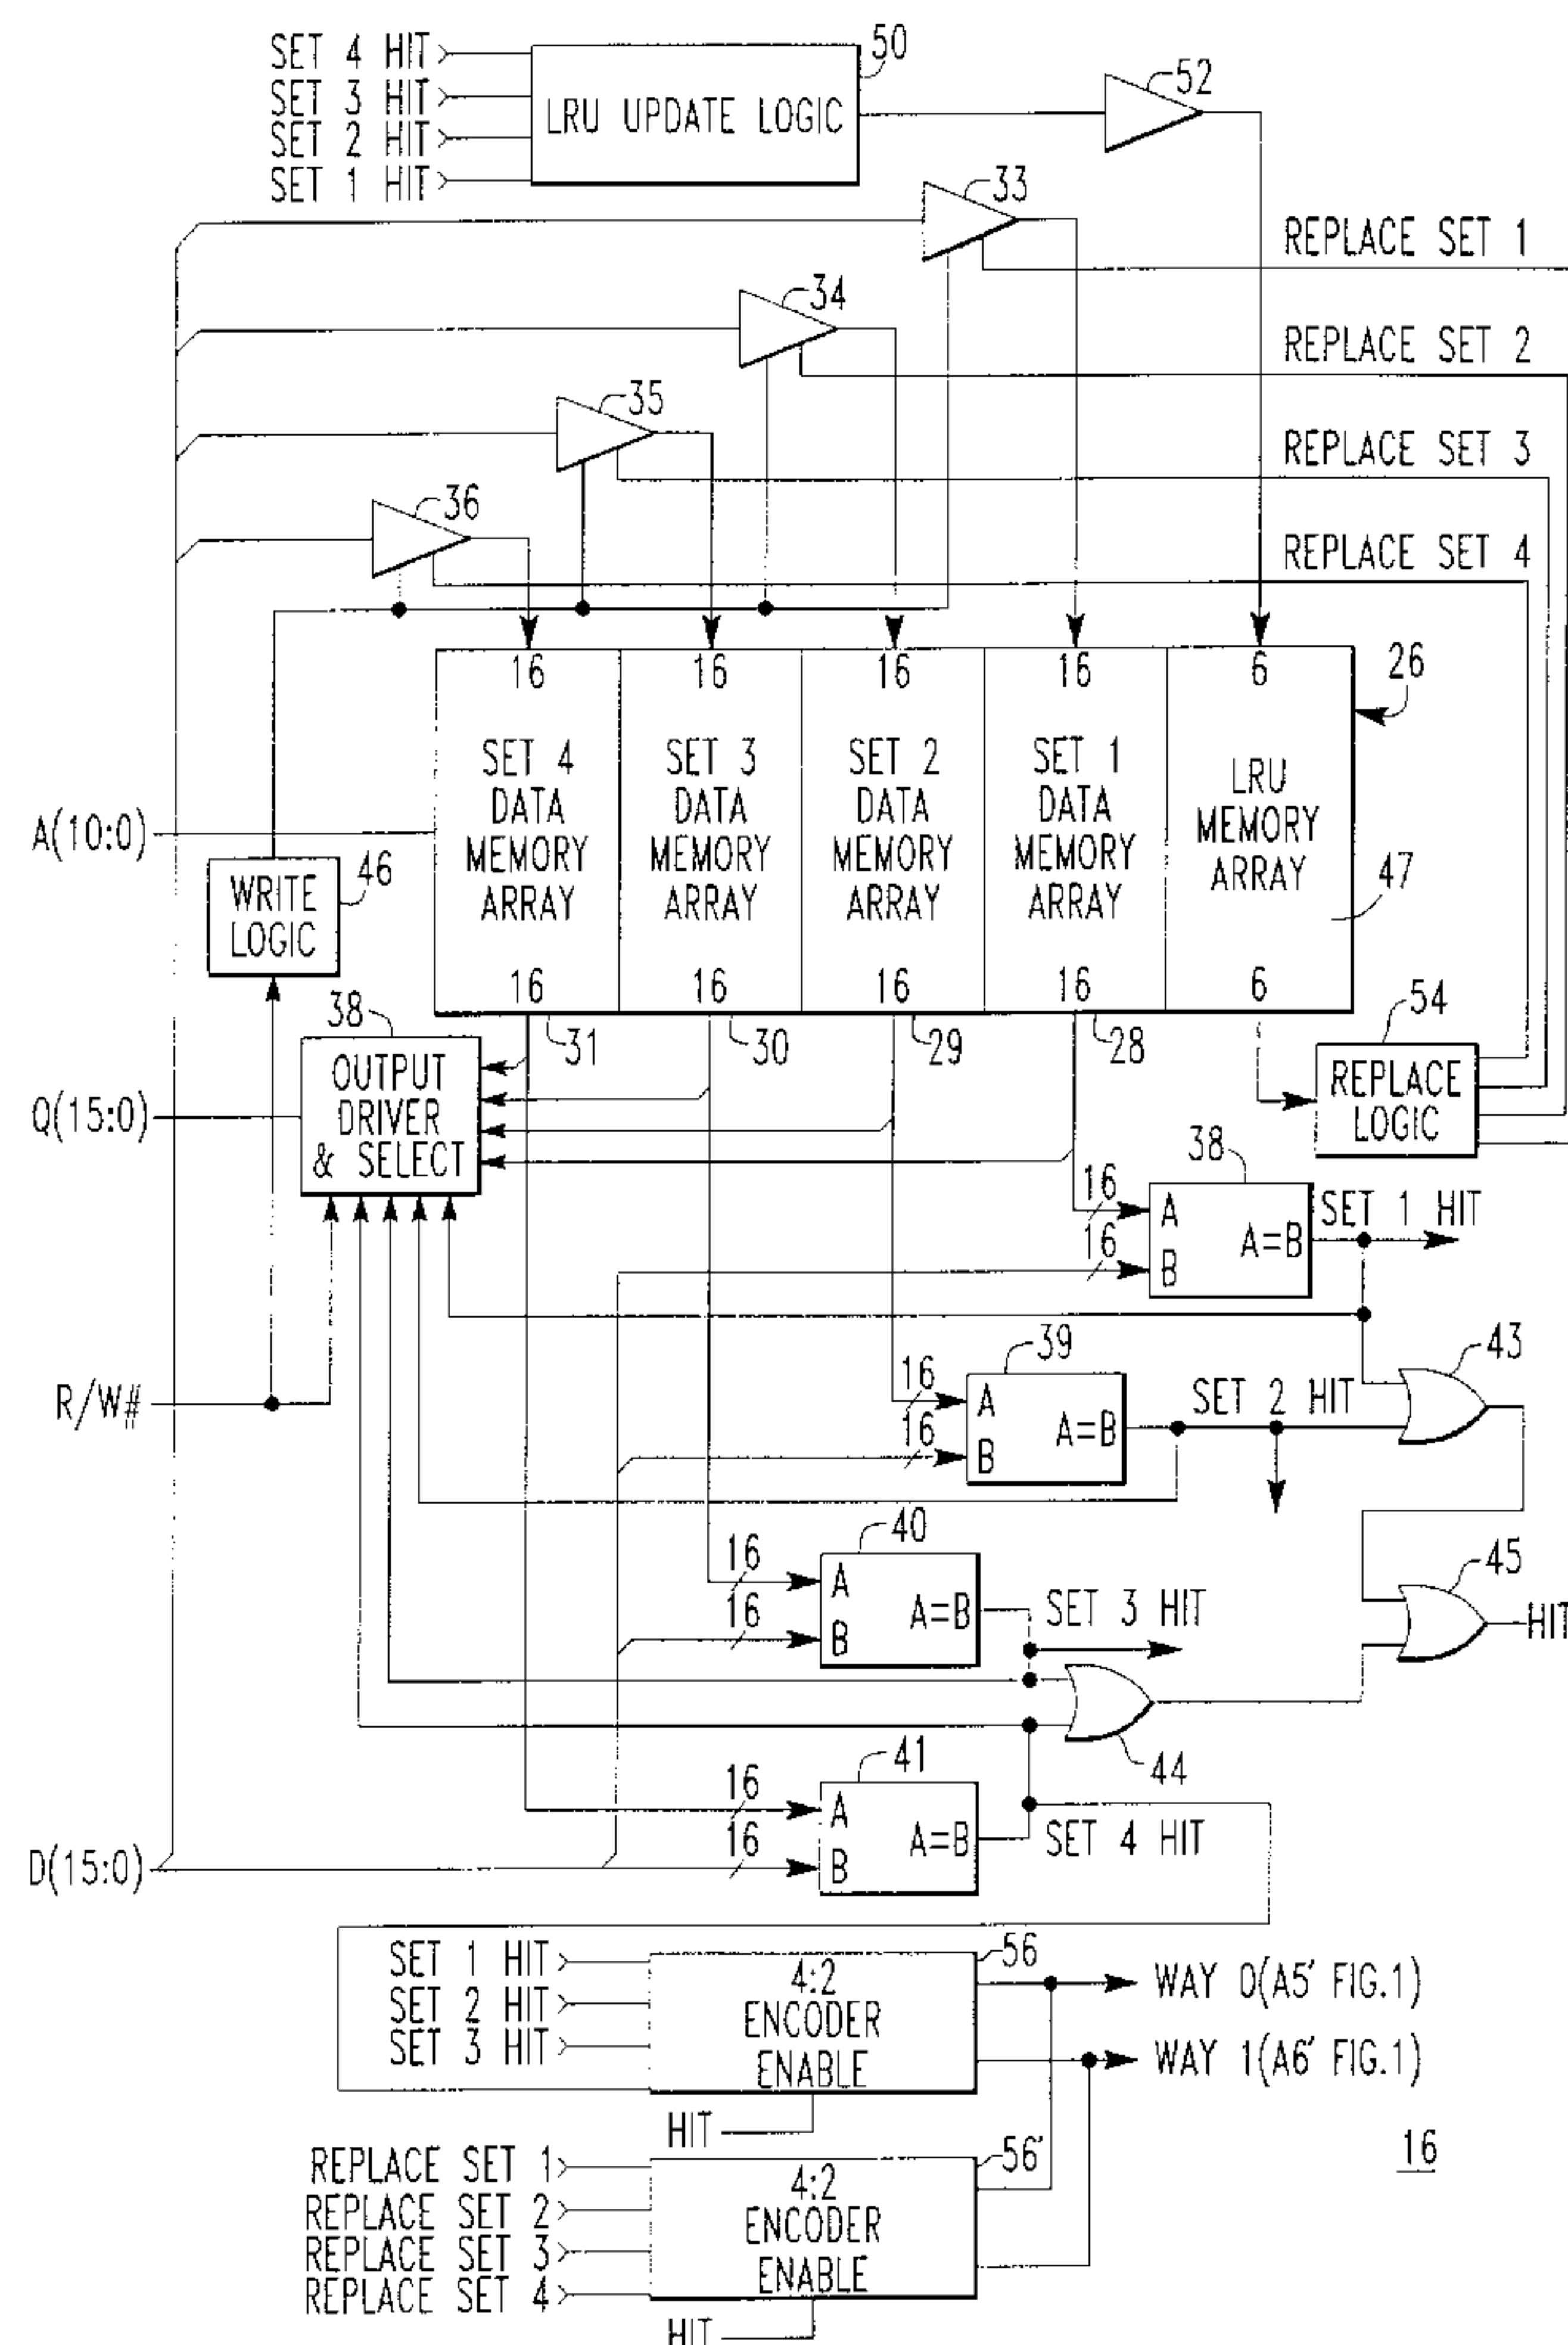 SET 4 HIT
SET 3 HIT
SET 2 HIT
SET 1 HIT
LRU UPDATE LOGIC
50
52
33
REPLACE SET 1
34
REPLACE SET 2
35
REPLACE SET 3
36
REPLACE SET 4
16 16 16 16 6
26
SET 4 DATA MEMORY ARRAY
SET 3 DATA MEMORY ARRAY
SET 2 DATA MEMORY ARRAY
SET 1 DATA MEMORY ARRAY
LRU MEMORY ARRAY
47
A(10:0)
WRITE LOGIC
46
16 16 16 16 6
31 30 29 28
38
OUTPUT DRIVER & SELECT
Q(15:0)
54
REPLACE LOGIC
38
16 A
16 B
A=B
SET 1 HIT
R/W#
39
16 A
16 B
A=B
SET 2 HIT
43
40
16 A
16 B
A=B
SET 3 HIT
45
HIT
44
41
16 A
16 B
A=B
SET 4 HIT
D(15:0)
SET 1 HIT
SET 2 HIT
SET 3 HIT
4:2
ENCODER
ENABLE
56
WAY 0(A5' FIG.1)
WAY 1(A6' FIG.1)
HIT
REPLACE SET 1
REPLACE SET 2
REPLACE SET 3
REPLACE SET 4
4:2
ENCODER
ENABLE
56'
16
HIT